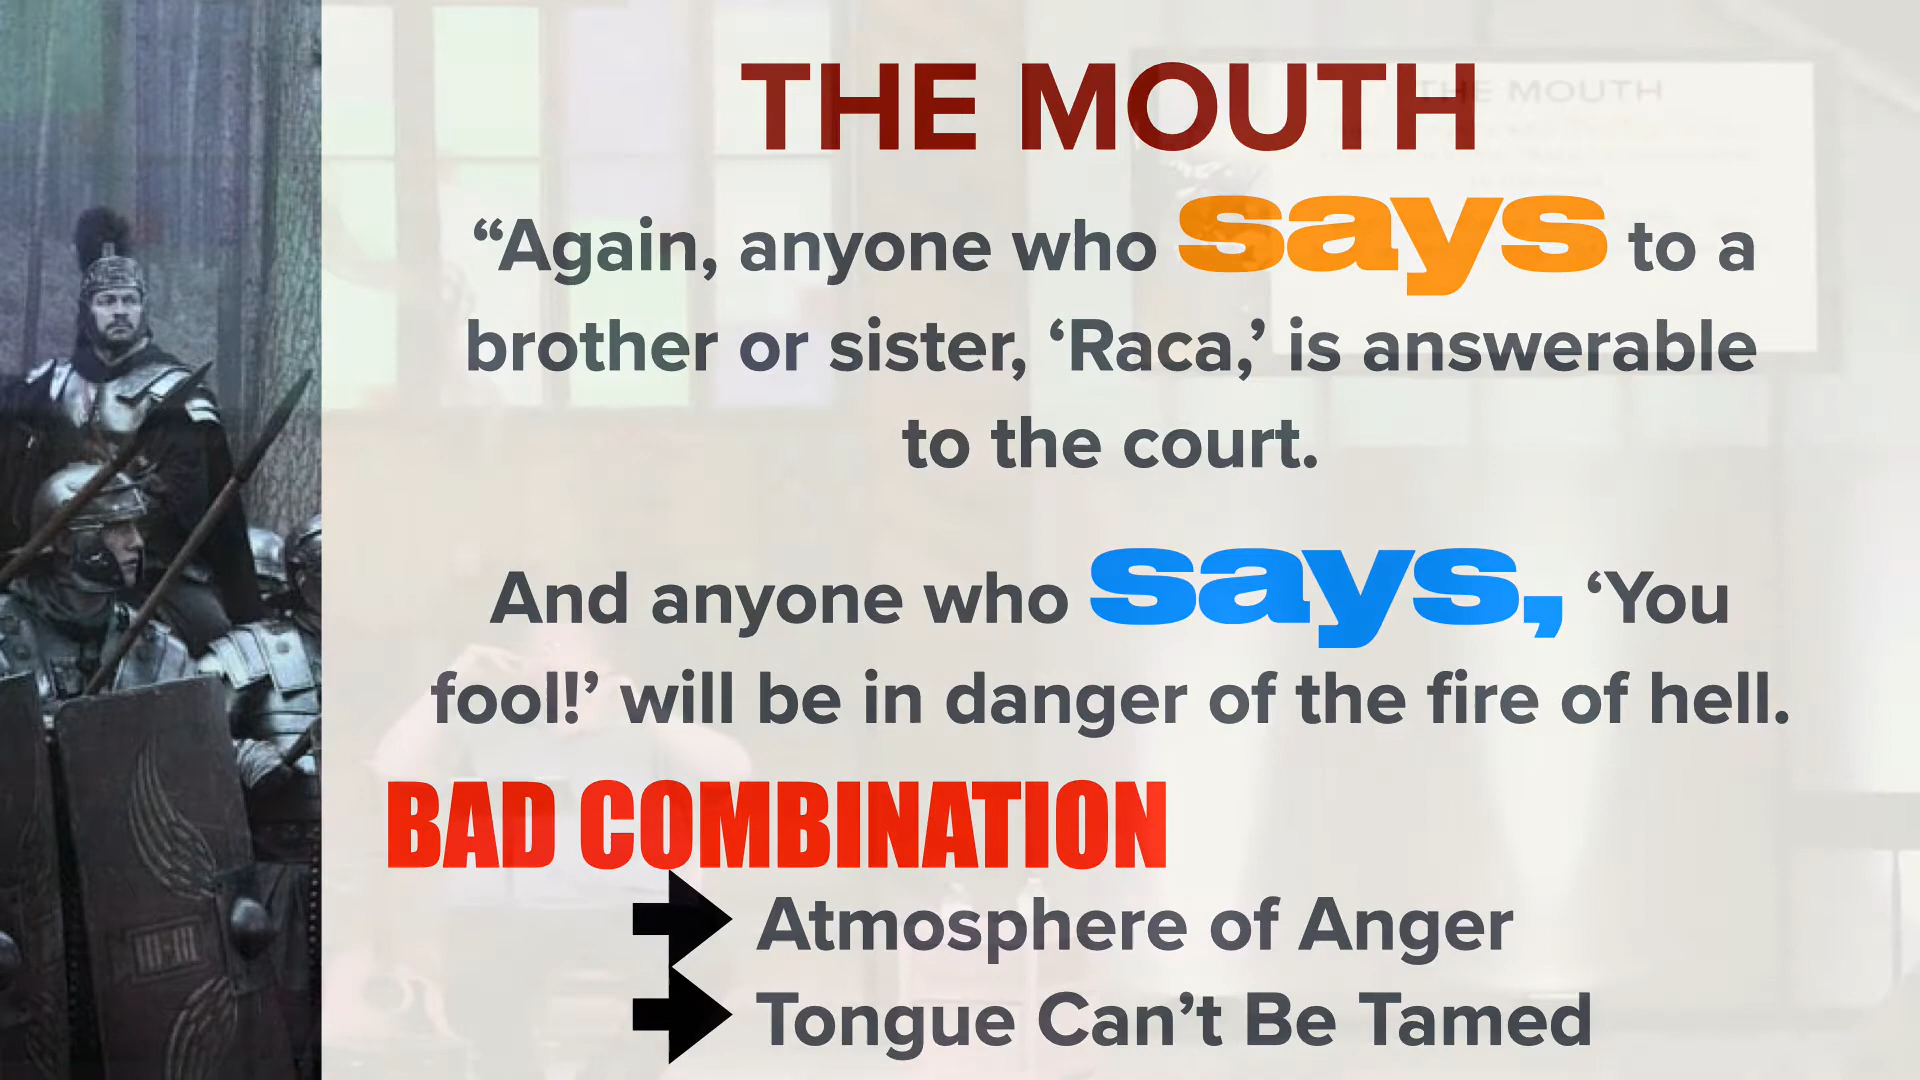 THE MOUTH
THE MOUTH
“Again, anyone who says to a
brother or sister, ‘Raca,’ is answerable
to the court.
And anyone who says, ‘You
fool!’ will be in danger of the fire of hell.
BAD COMBINATION
Atmosphere of Anger
Tongue Can’t Be Tamed